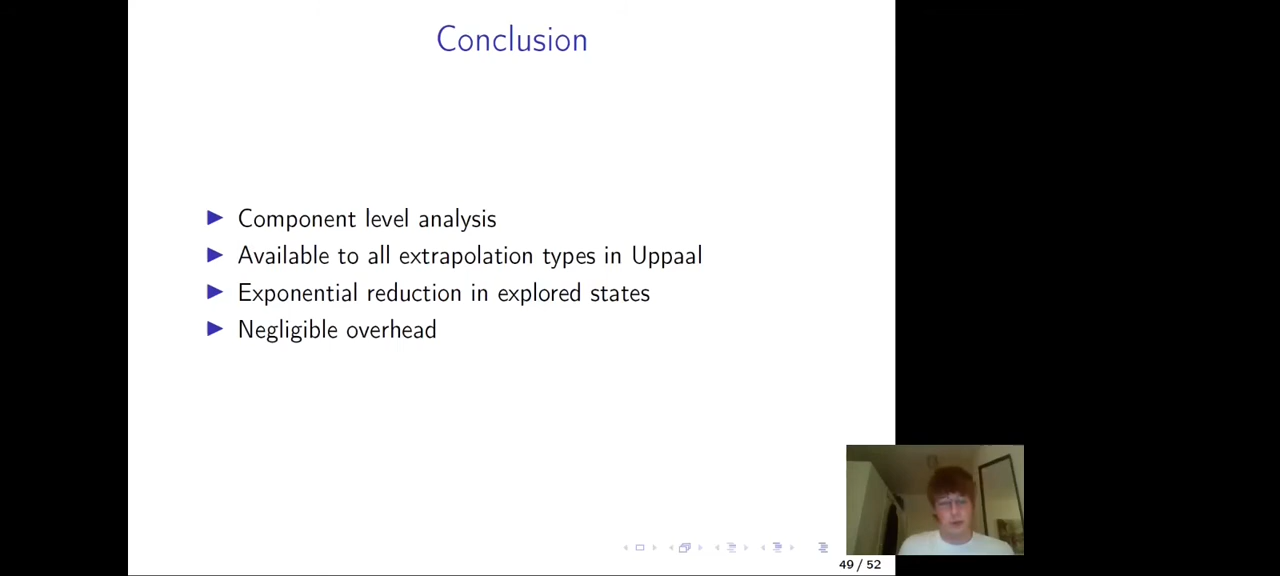 Conclusion
Component level analysis
Available to all extrapolation types in Uppaal
Exponential reduction in explored states
Negligible overhead
49 / 52